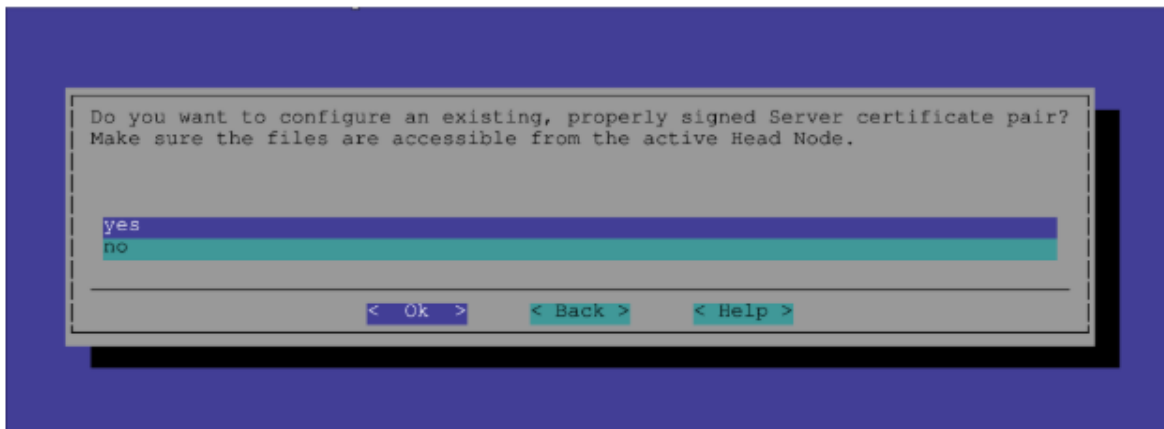 Do you want to configure an existing, properly signed Server certificate pair?
Make sure the files are accessible from the active Head Node.
yes
no
< Ok > < Back > < Help >